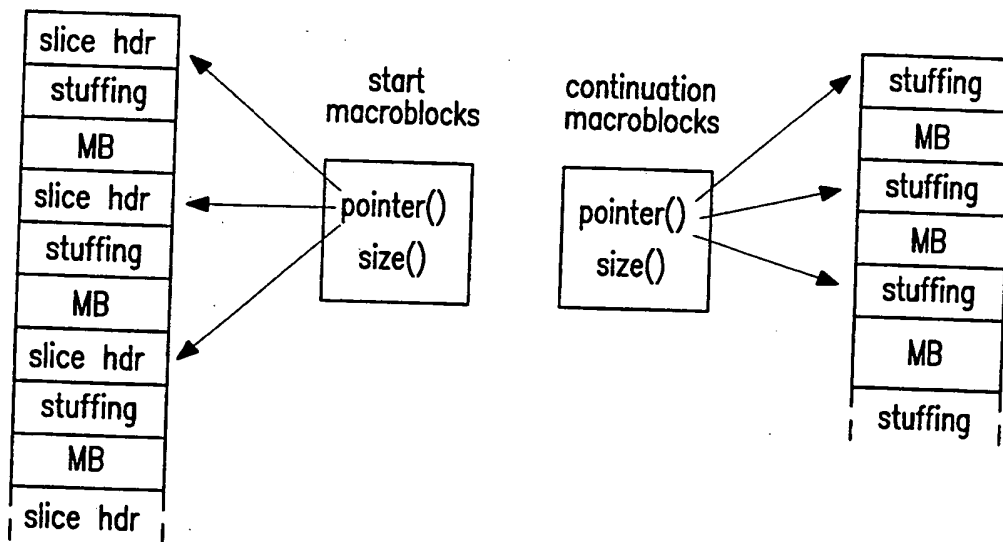 slice hdr
stuffing
MB
slice hdr
stuffing
MB
slice hdr
stuffing
MB
slice hdr
start
macroblocks
pointer()
size()
continuation
macroblocks
pointer()
size()
stuffing
MB
stuffing
MB
stuffing
MB
stuffing